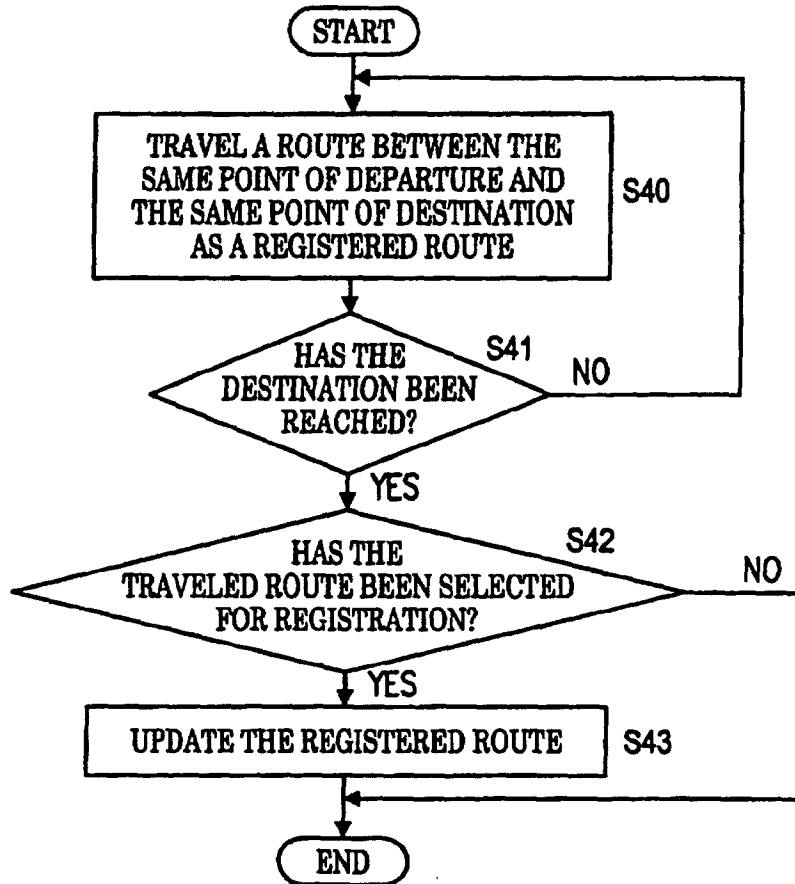 START
TRAVEL A ROUTE BETWEEN THE
SAME POINT OF DEPARTURE AND
THE SAME POINT OF DESTINATION
AS A REGISTERED ROUTE
S40
HAS THE
DESTINATION BEEN
REACHED?
S41
NO
YES
HAS THE
TRAVELED ROUTE BEEN SELECTED
FOR REGISTRATION?
S42
NO
YES
UPDATE THE REGISTERED ROUTE
S43
END